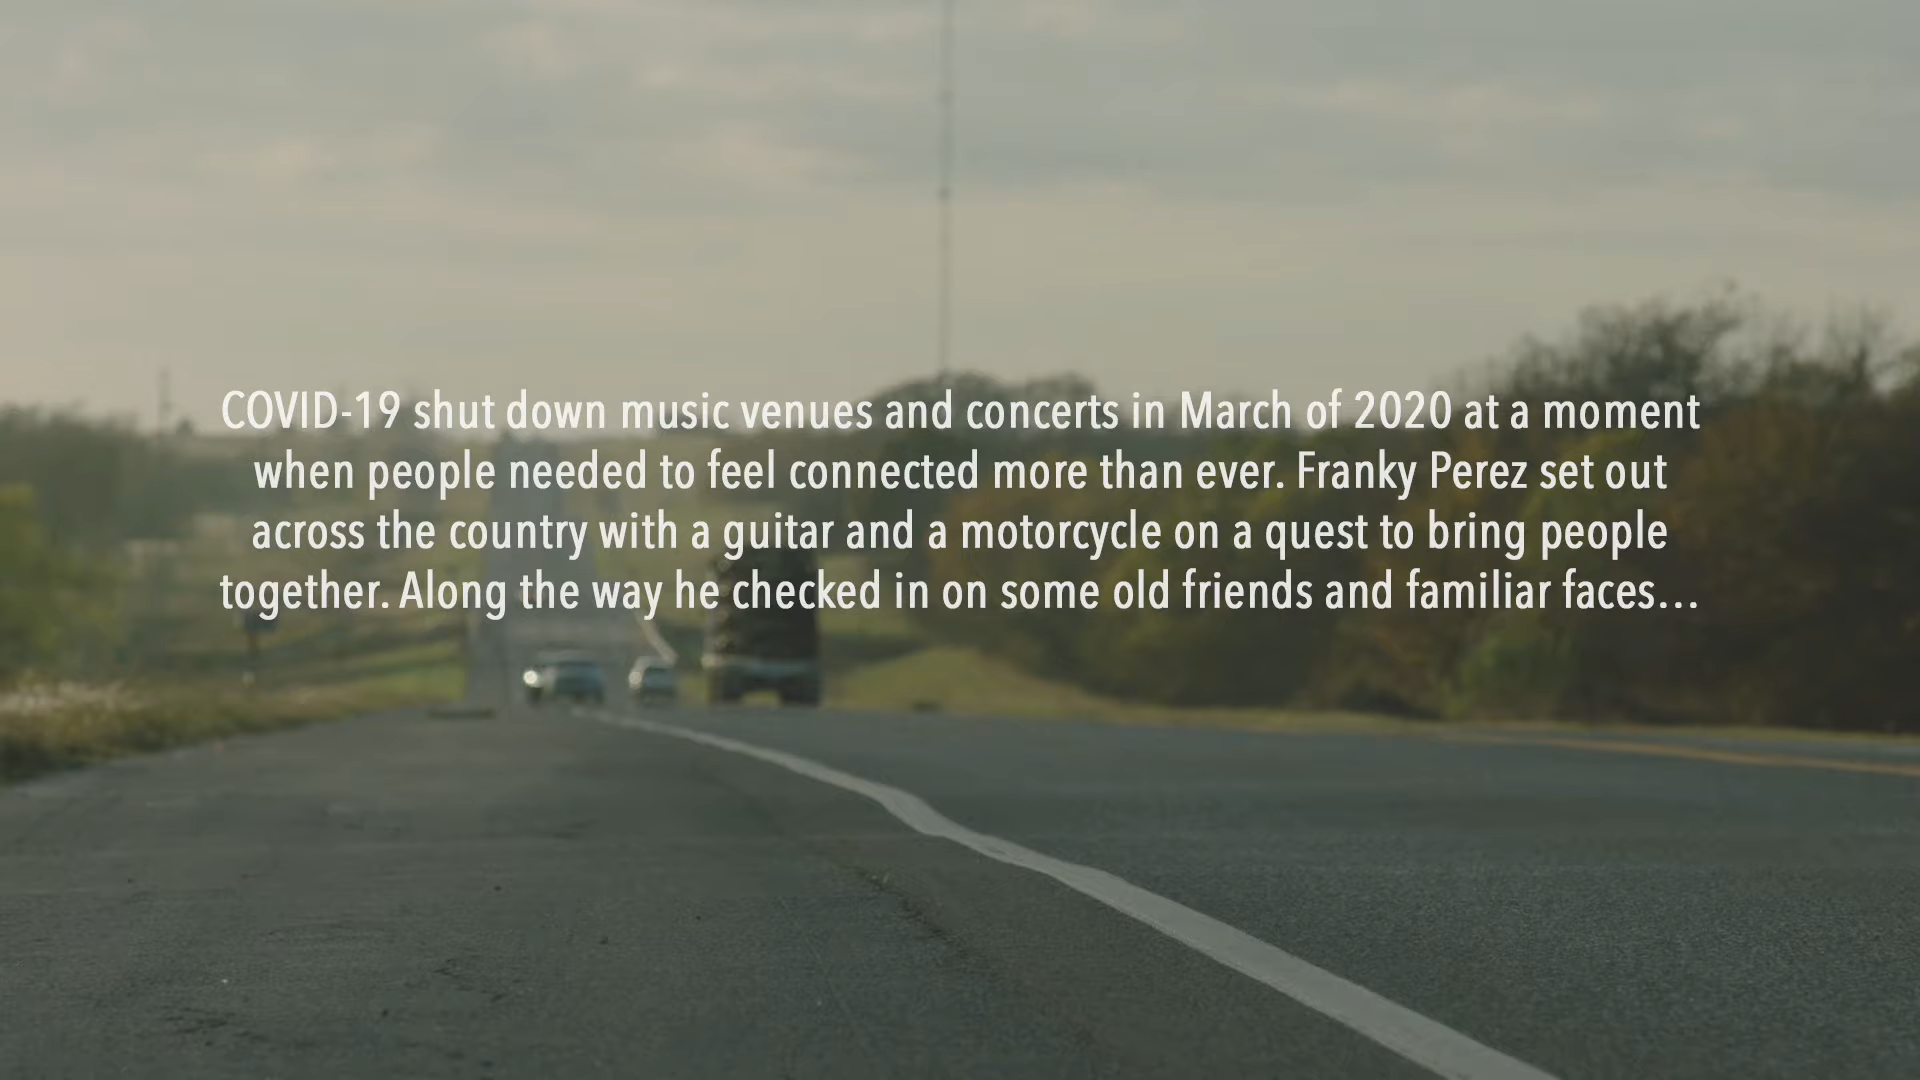 COVID-19 shut down music venues and concerts in March of 2020 at a moment
when people needed to feel connected more than ever. Franky Perez set out
across the country with a guitar and a motorcycle on a quest to bring people
together. Along the way he checked in on some old friends and familiar faces...